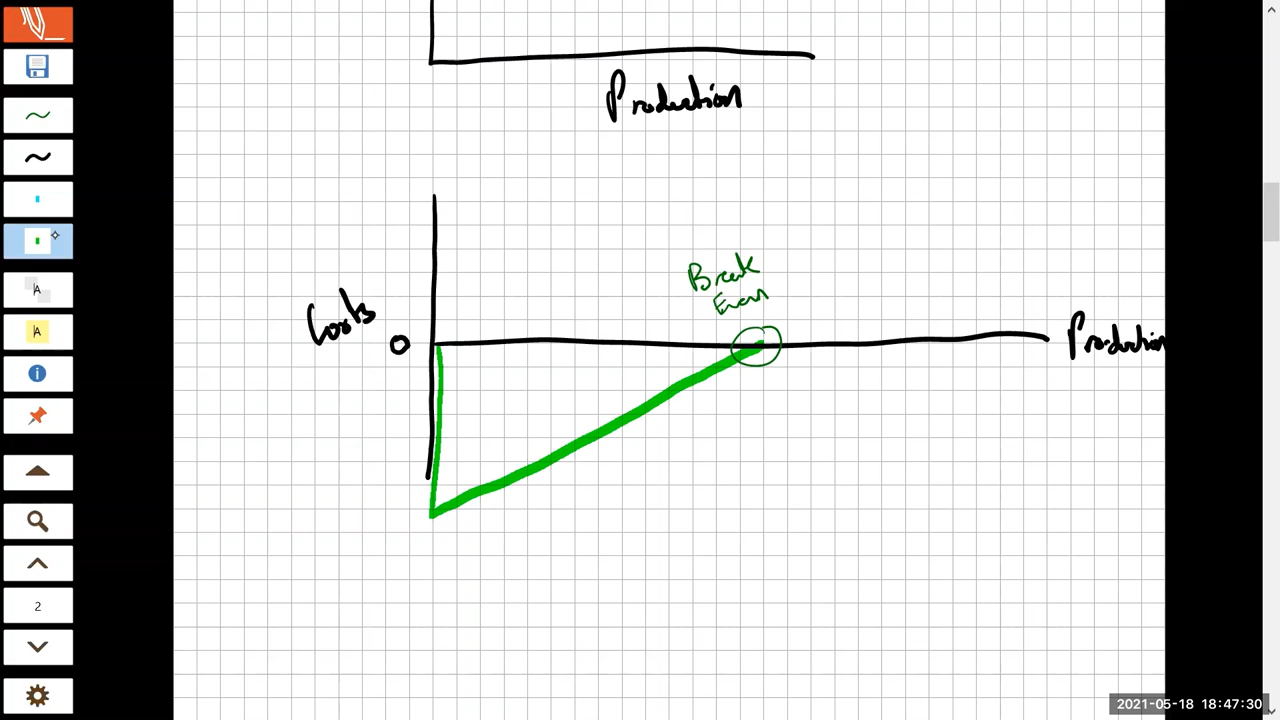 Production
Break
Even
Costs
0
Production
A
A
i
2
2021-05-18 18:47:30